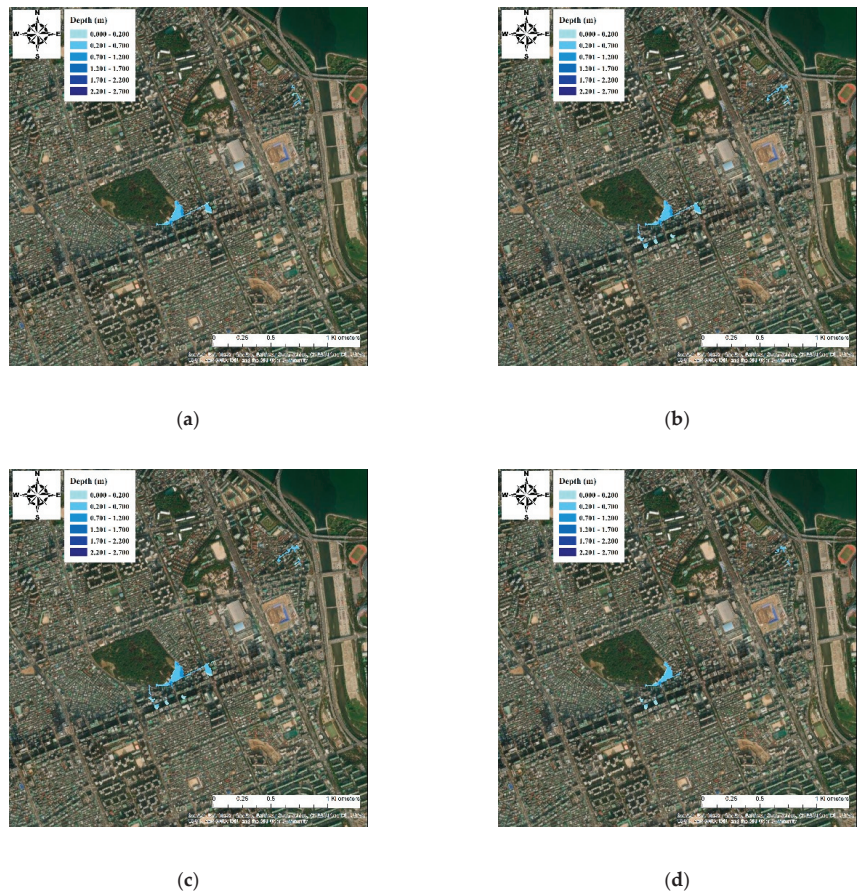 N
W E
S
Depth (m)
0,000 - 0,200
0,201 - 0,700
0,701 - 1,200
1,201 - 1,700
1,701 - 2,200
2,201 - 2,700
0 0.25 0.5 1 Kilometers
(a)
N
W E
S
Depth (m)
0,000 - 0,200
0,201 - 0,700
0,701 - 1,200
1,201 - 1,700
1,701 - 2,200
2,201 - 2,700
0 0.25 0.5 1 Kilometers
(b)
N
W E
S
Depth (m)
0,000 - 0,200
0,201 - 0,700
0,701 - 1,200
1,201 - 1,700
1,701 - 2,200
2,201 - 2,700
0 0.25 0.5 1 Kilometers
(c)
N
W E
S
Depth (m)
0,000 - 0,200
0,201 - 0,700
0,701 - 1,200
1,201 - 1,700
1,701 - 2,200
2,201 - 2,700
0 0.25 0.5 1 Kilometers
(d)